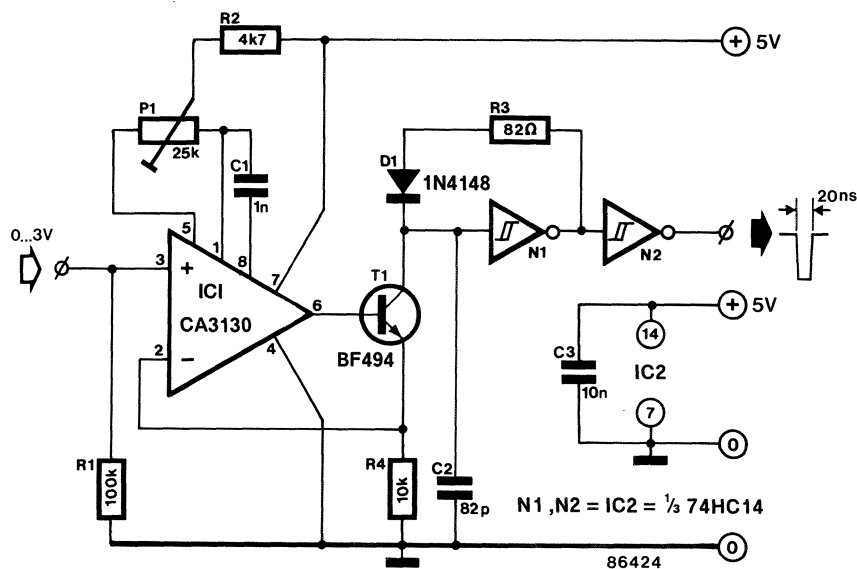 R2
4k7
5V
P1
25k
C1
1n
R3
82Ω
D1
1N4148
20ns
0...3V
5
1
8
7
3
+
ICI
CA3130
6
2
−
4
T1
BF494
N1
N2
+
5V
14
C3
10n
IC2
7
0
R1
100k
R4
10k
C2
82p
N1,N2 = IC2 = ⅓ 74HC14
0
86424
+